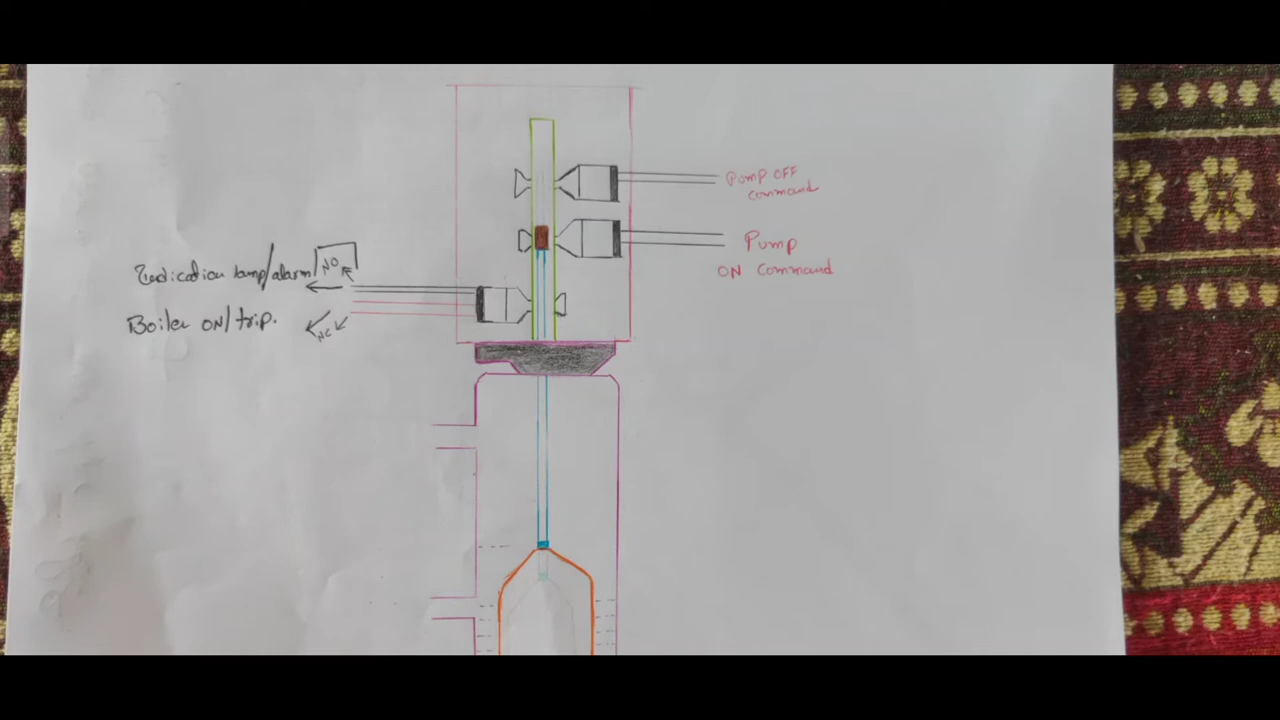 Pump OFF
command
Pump
ON Command
Indication lamp/alarm
NO
Boiler ON/trip.
NC